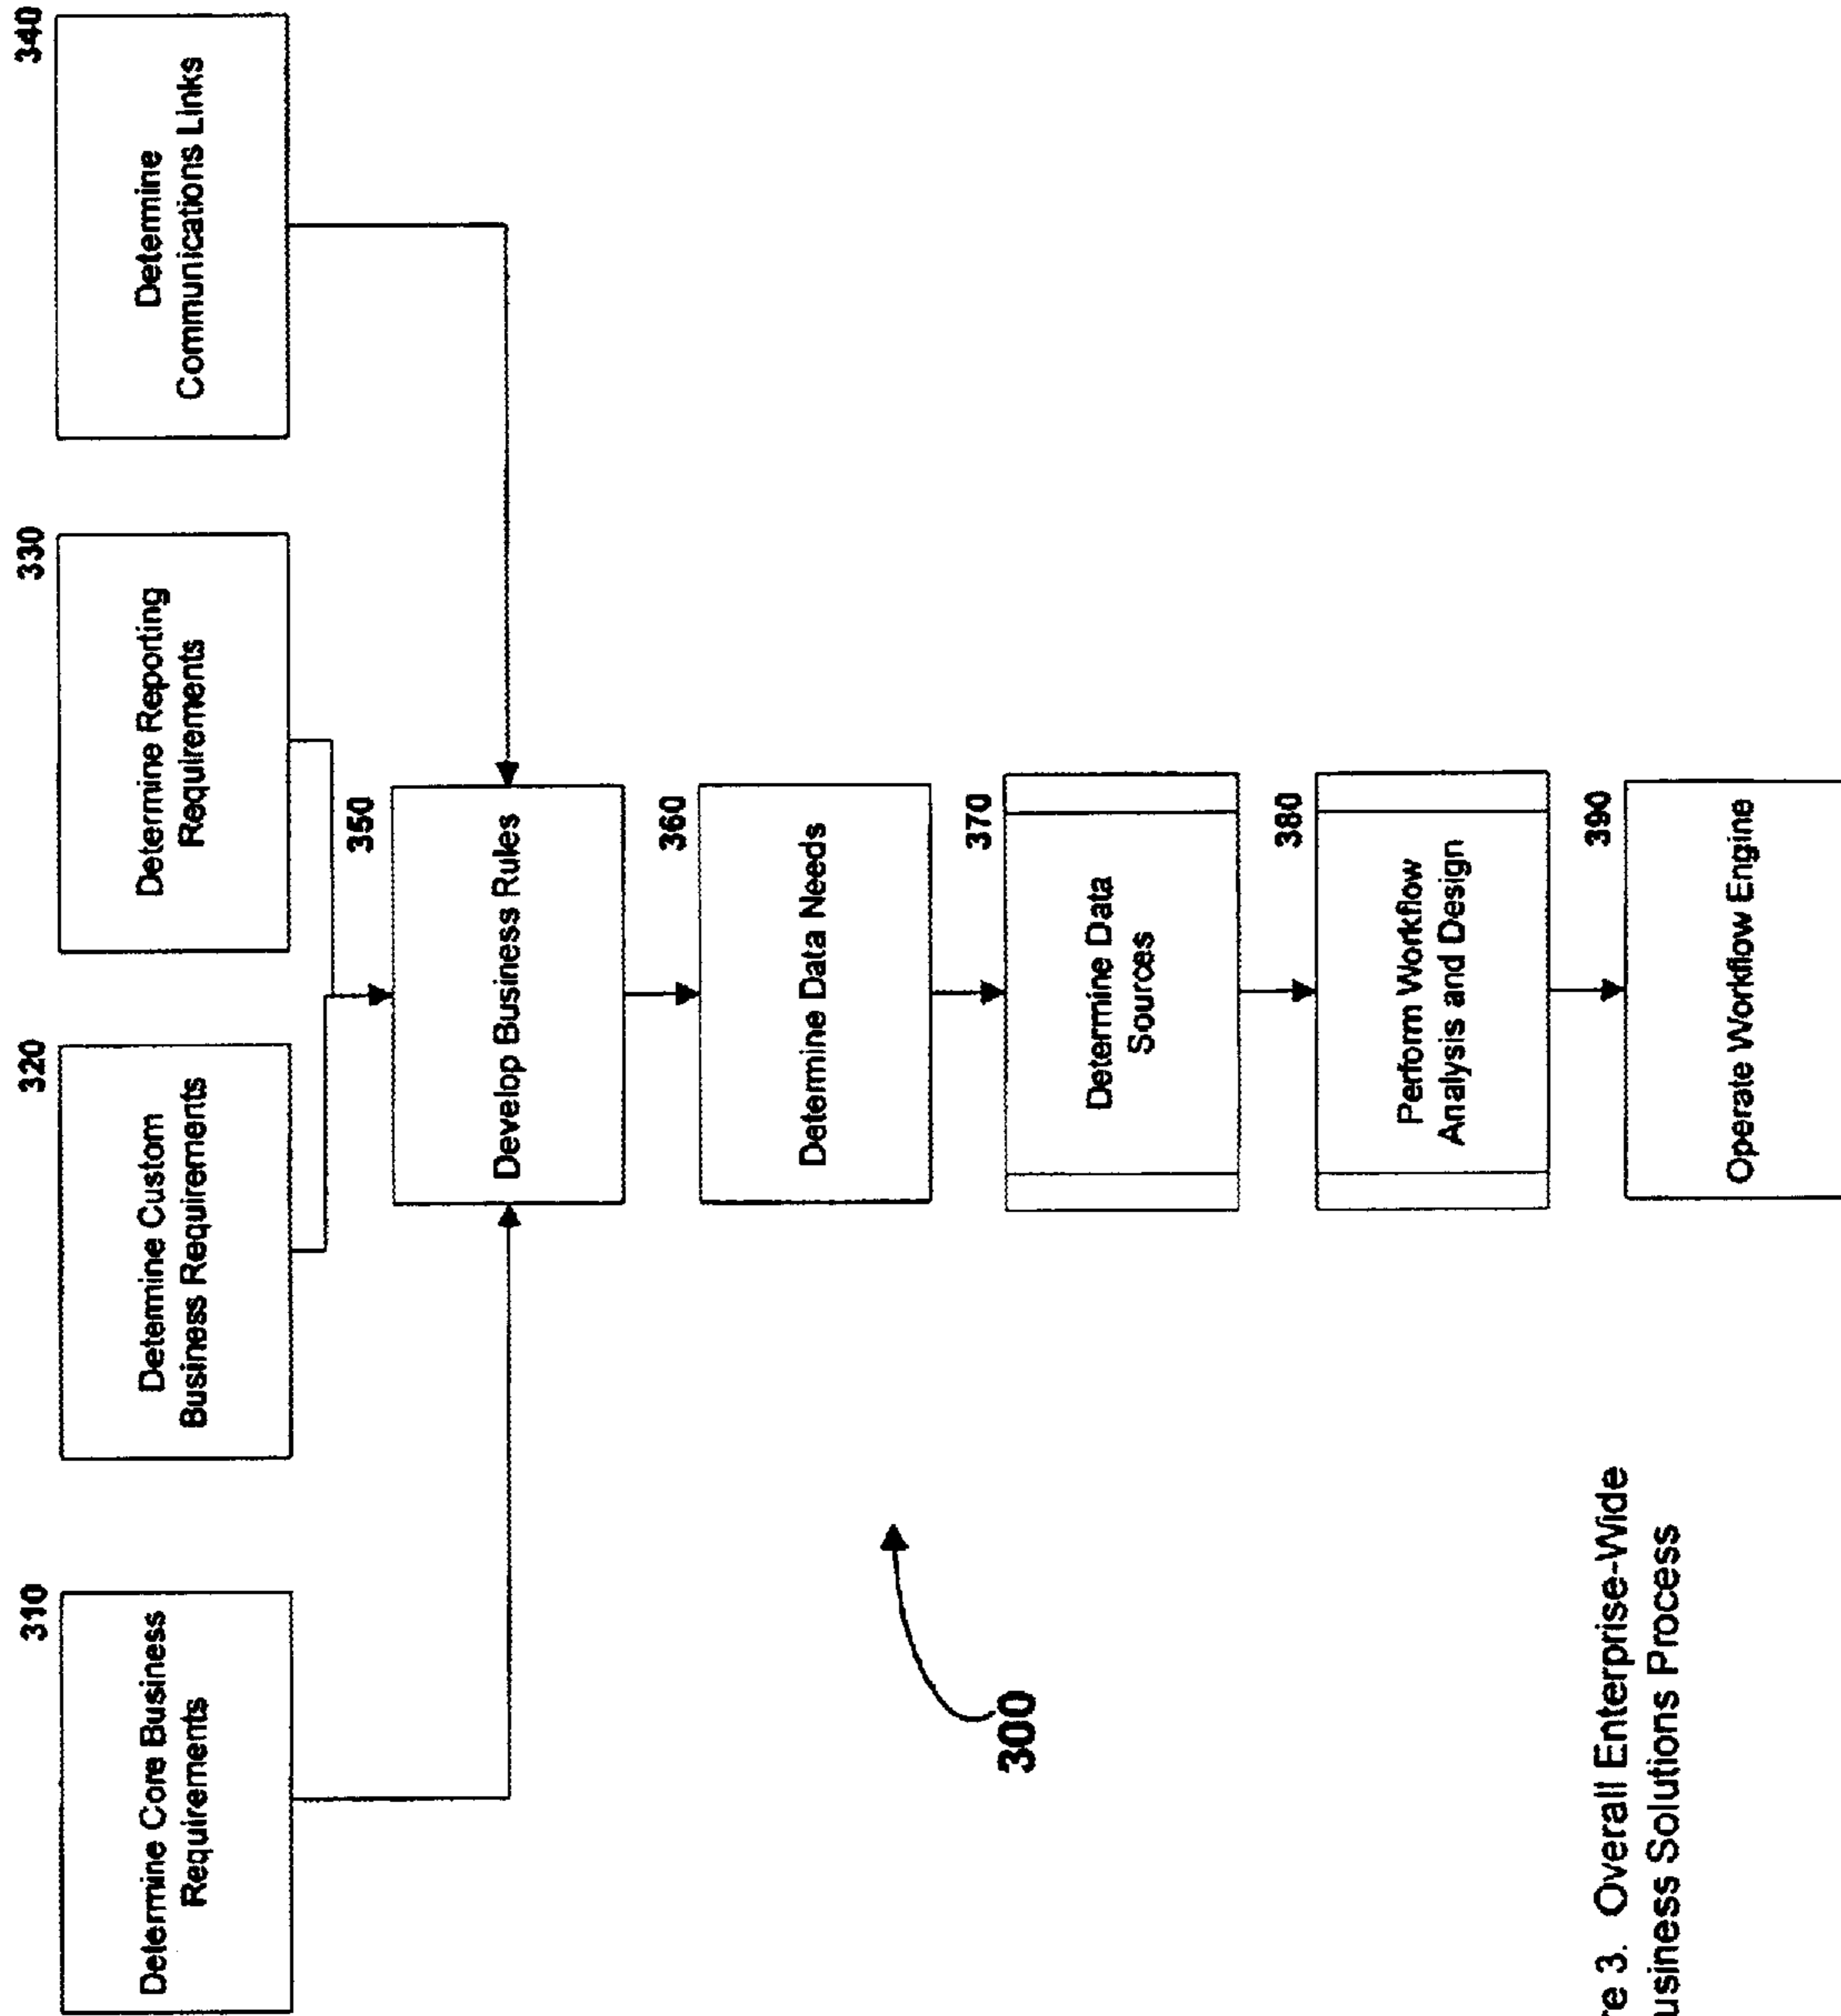 310
Determine Core Business
Requirements
320
Determine Custom
Business Requirements
330
Determine Reporting
Requirements
340
Determine
Communications Links
350
Develop Business Rules
360
Determine Data Needs
370
Determine Data
Sources
380
Perform Workflow
Analysis and Design
390
Operate Workflow Engine
300
re 3. Overall Enterprise-Wide
usiness Solutions Process